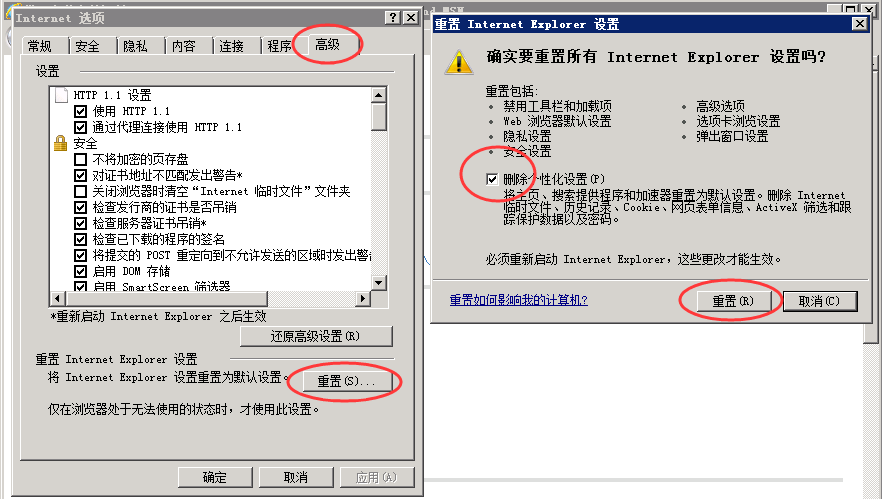 Internet 选项
常规
安全
隐私
内容
连接
程序
高级
设置
HTTP 1.1 设置
使用 HTTP 1.1
通过代理连接使用 HTTP 1.1
安全
不将加密的页存盘
对证书地址不匹配发出警告*
关闭浏览器时清空“Internet 临时文件”文件夹
检查发行商的证书是否吊销
检查服务器证书吊销*
检查已下载的程序的签名
将提交的 POST 重定向到不允许发送的区域时发出警告
启用 DOM 存储
启用 SmartScreen 筛选器
*重新启动 Internet Explorer 之后生效
还原高级设置(R)
重置 Internet Explorer 设置
将 Internet Explorer 设置重置为默认设置。
重置(S)...
仅在浏览器处于无法使用的状态时，才使用此设置。
确定
取消
应用(A)
MSN
重置 Internet Explorer 设置
确实要重置所有 Internet Explorer 设置吗?
重置包括:
禁用工具栏和加载项
Web 浏览器默认设置
隐私设置
安全设置
高级选项
选项卡浏览设置
弹出窗口设置
删除个性化设置(P)
将主页、搜索提供程序和加速器重置为默认设置。删除 Internet
临时文件、历史记录、Cookie、网页表单信息、ActiveX 筛选和跟
踪保护数据以及密码。
必须重新启动 Internet Explorer，这些更改才能生效。
重置如何影响我的计算机?
重置(R)
取消(C)